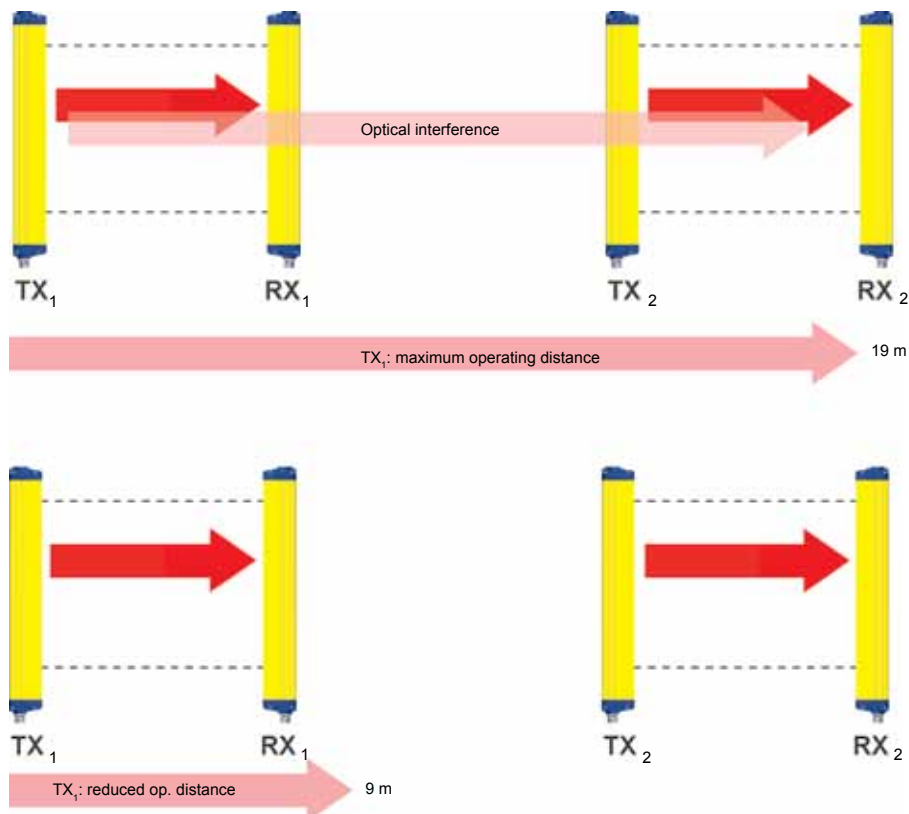 Optical interference
TX1 RX1 TX2 RX2
TX1: maximum operating distance 19 m
TX1 RX1 TX2 RX2
TX1: reduced op. distance 9 m